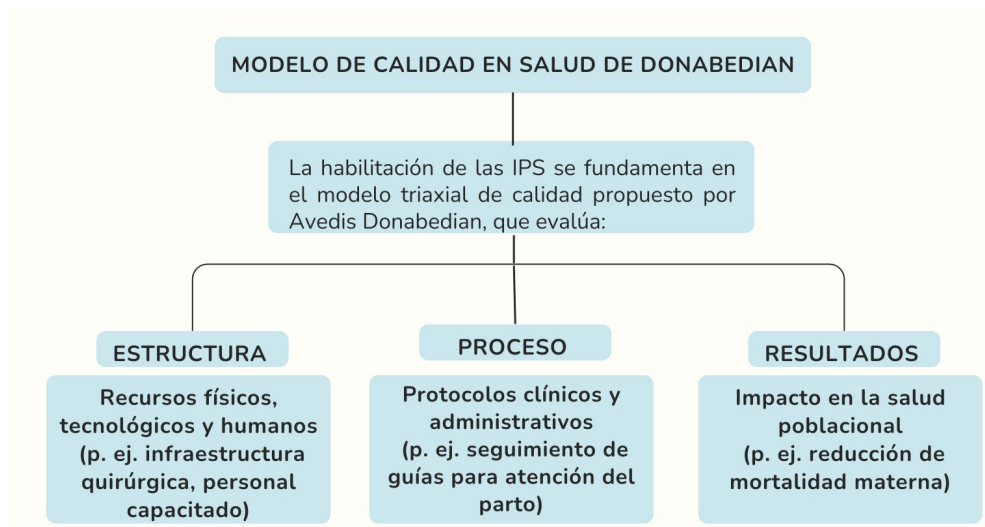 MODELO DE CALIDAD EN SALUD DE DONABEDIAN
La habilitación de las IPS se fundamenta en
el modelo triaxial de calidad propuesto por
Avedis Donabedian, que evalúa:
ESTRUCTURA
Recursos físicos,
tecnológicos y humanos
(p. ej. infraestructura
quirúrgica, personal
capacitado)
PROCESO
Protocolos clínicos y
administrativos
(p. ej. seguimiento de
guías para atención del
parto)
RESULTADOS
Impacto en la salud
poblacional
(p. ej. reducción de
mortalidad materna)